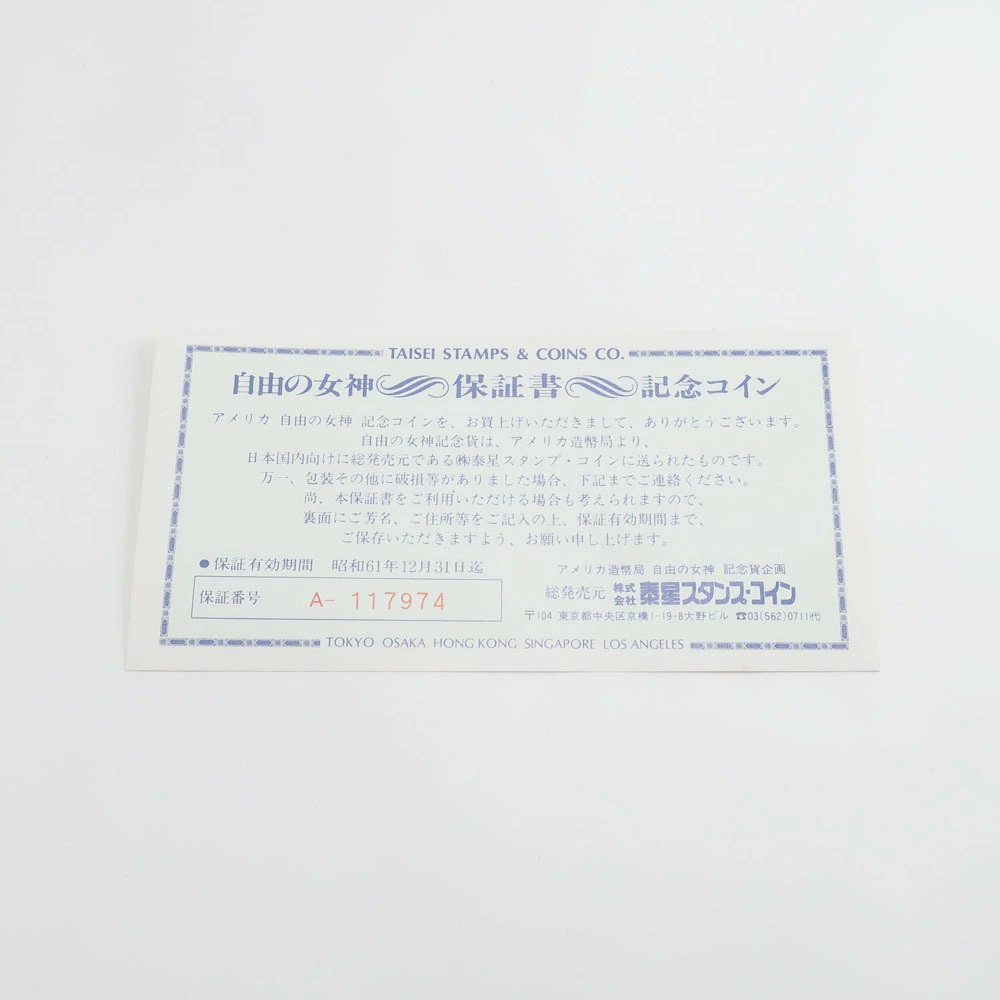 TAISEI STAMPS & COINS CO.
自由の女神 保証書 記念コイン
アメリカ 自由の女神 記念コインを、お買上げいただきまして、ありがとうございます。
自由の女神記念貨は、アメリカ造幣局より、
日本国内向けに総発売元である㈱泰星スタンプ・コインに送られたものです。
万一、包装その他に破損等がありました場合、下記までご連絡ください。
尚、本保証書をご利用いただける場合も考えられますので、
裏面にご芳名、ご住所等をご記入の上、保証有効期間まで、
ご保存いただきますよう、お願い申し上げます。
●保証有効期間 昭和61年12月31日迄
保証番号 A- 117974
アメリカ造幣局 自由の女神 記念貨企画
総発売元 株式会社 泰星スタンプ・コイン
〒104 東京都中央区京橋1-19-8大野ビル ☎03(562)0711㈹
TOKYO OSAKA HONG KONG SINGAPORE LOS ANGELES